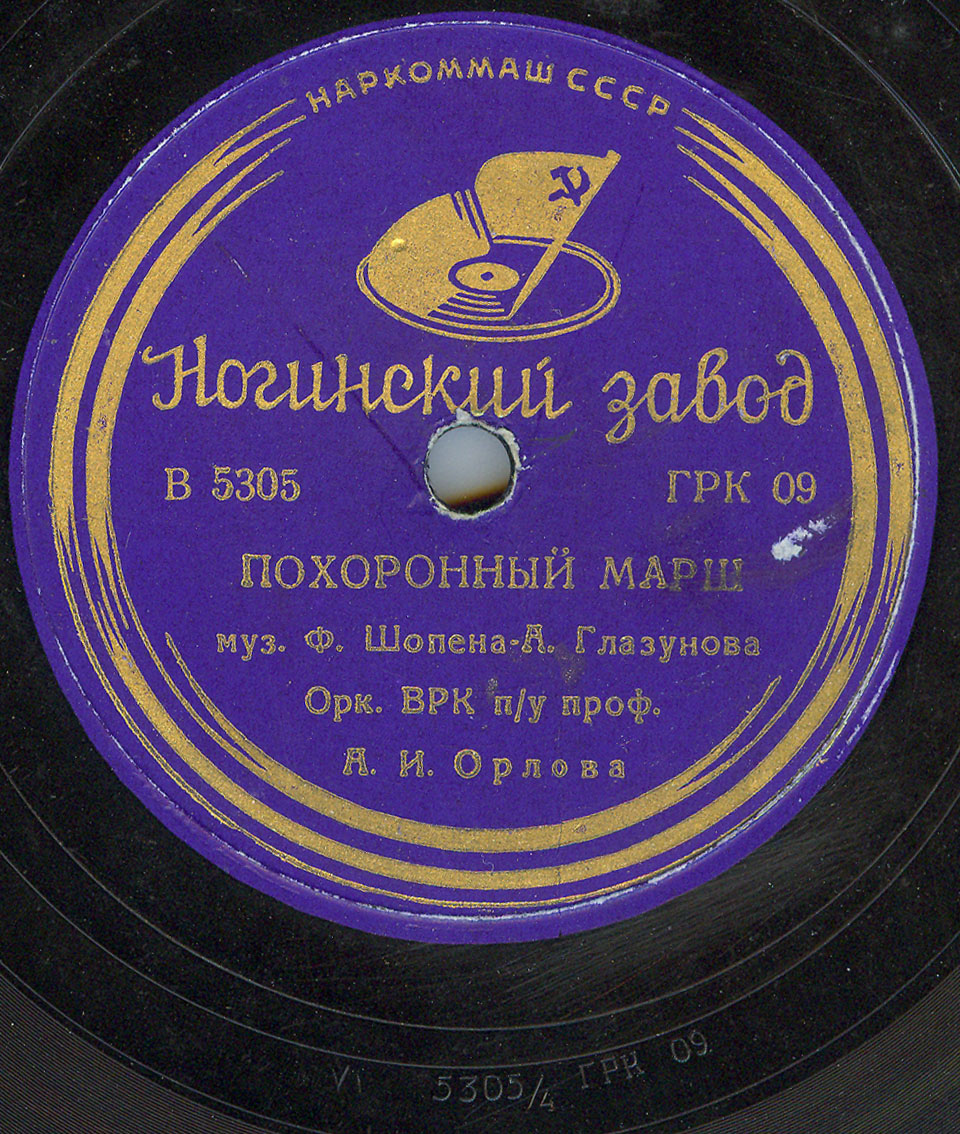 НАРКОММАШ СССР
Ногинский завод
В 5305 ГРК 09
ПОХОРОННЫЙ МАРШ
муз. Ф. Шопена-А. Глазунова
Орк. ВРК п/у проф.
А. И. Орлова
VI 5305/4 ГРК 09